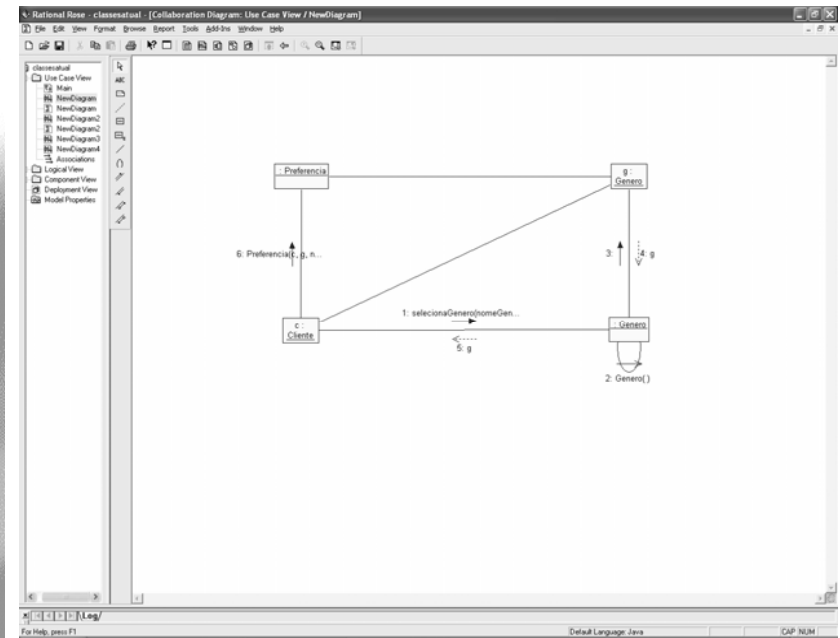 Rational Rose - classesatual - [Collaboration Diagram: Use Case View / NewDiagram]
File Edit View Format Browse Report Tools Add-Ins Window Help
classesatual
Use Case View
Main
NewDiagram
NewDiagram
NewDiagram2
NewDiagram2
NewDiagram3
NewDiagram4
Associations
Logical View
Component View
Deployment View
Model Properties
ABC
: Preferencia
g :
Genero
6: Preferencia(c, g, n...
3:
4: g
1: selecionaGenero(nomeGen...
c :
Cliente
: Genero
5: g
2: Genero( )
Log
For Help, press F1
Default Language: Java
CAP NUM